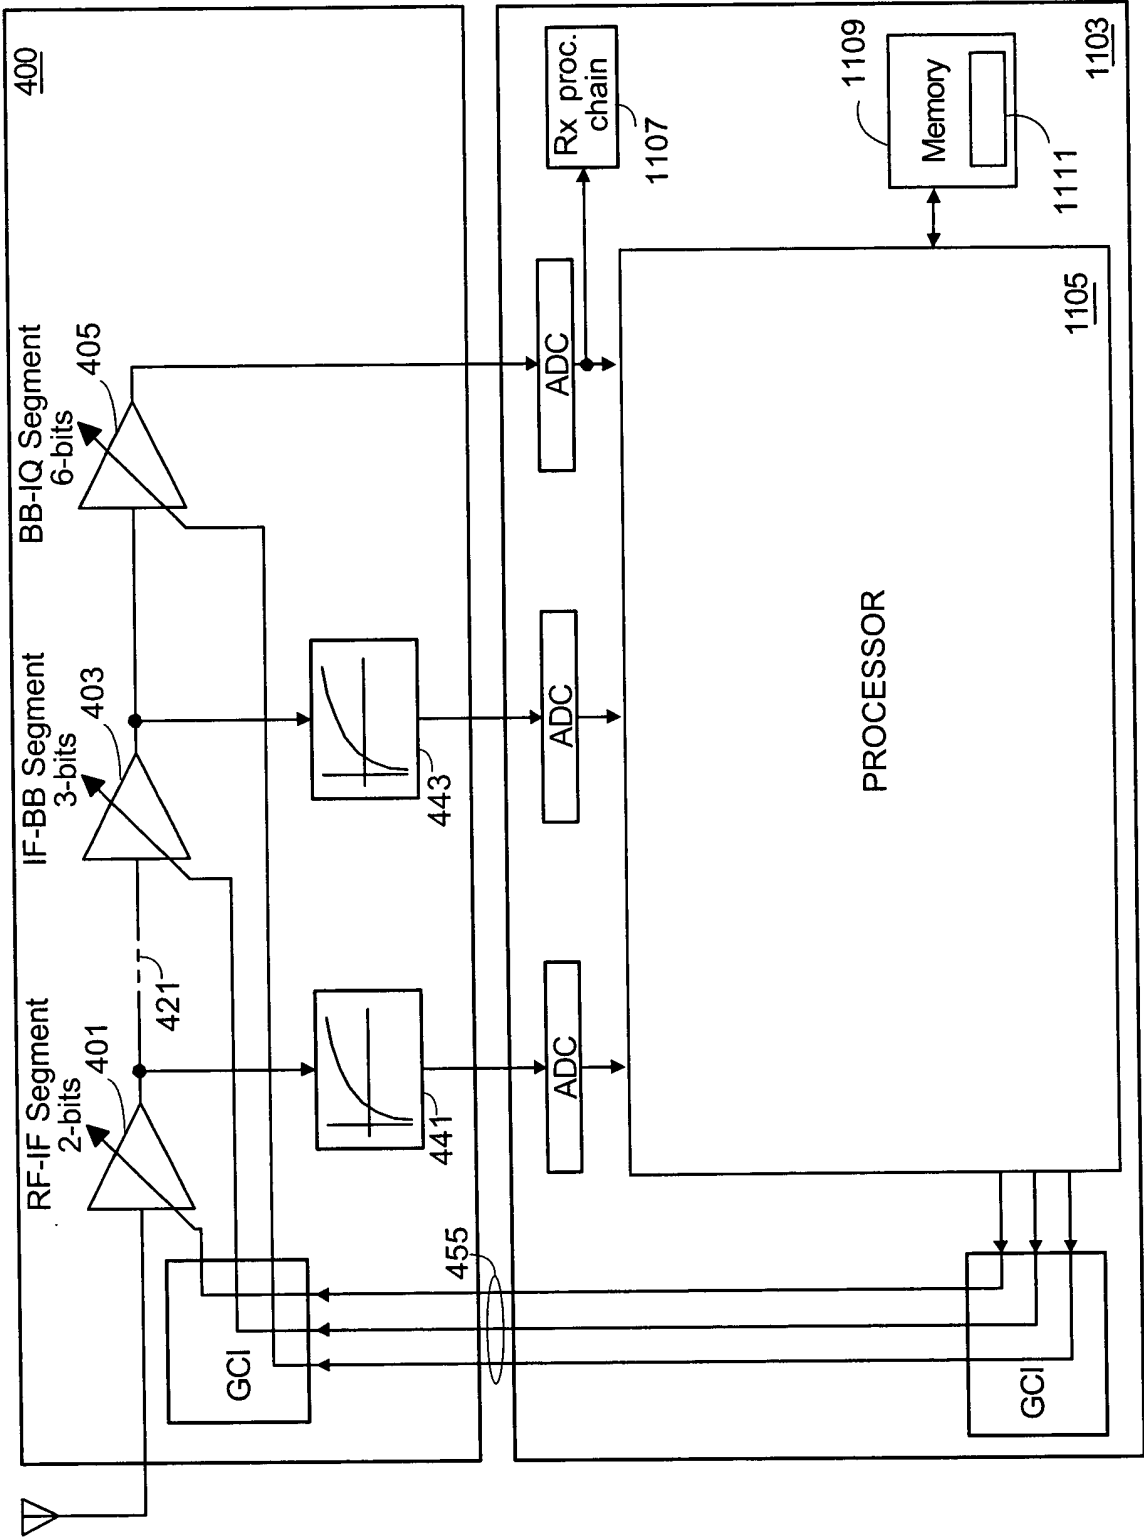 400
RF-IF Segment
2-bits
401
IF-BB Segment
3-bits
403
BB-IQ Segment
6-bits
405
421
GCI
441
443
455
ADC
ADC
ADC
Rx proc.
chain
1107
1103
1109
Memory
1111
PROCESSOR
1105
GCI